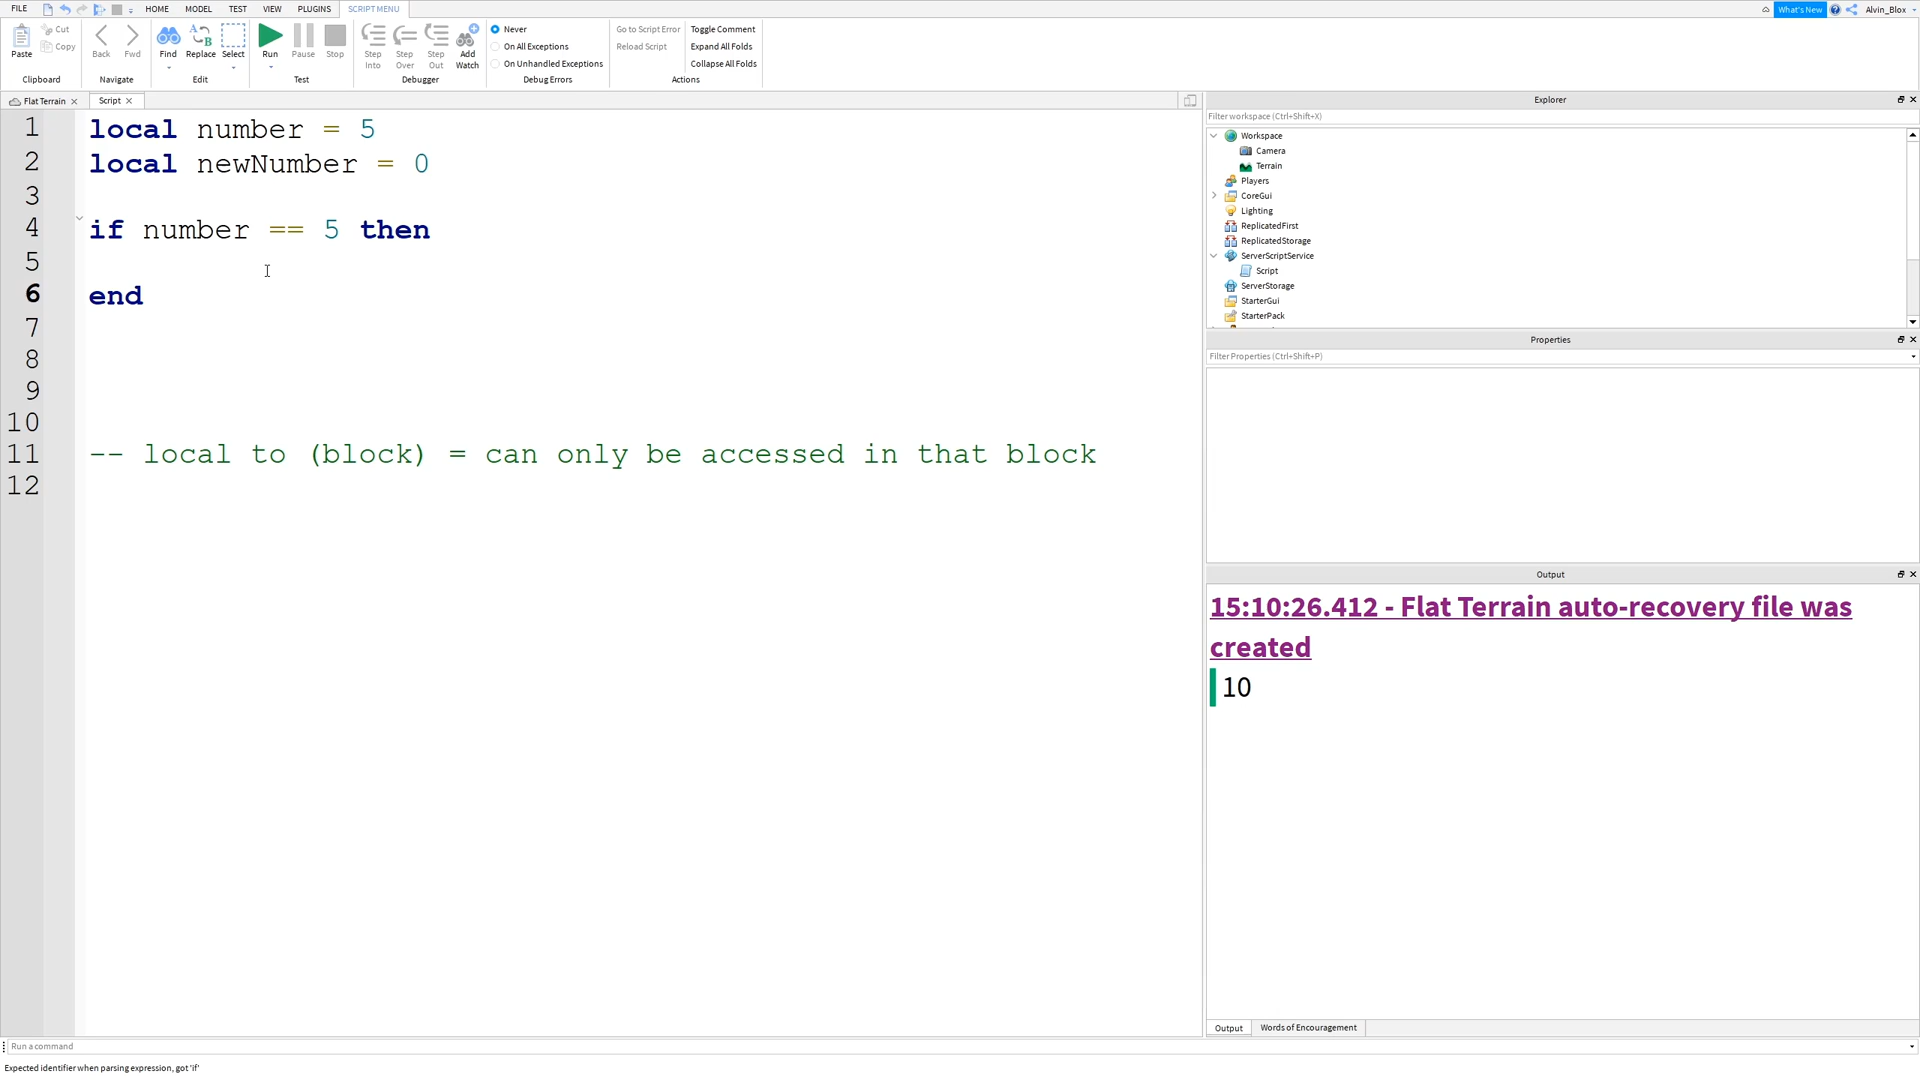 FILE HOME MODEL TEST VIEW PLUGINS SCRIPT MENU What's New Alvin_Blox
Paste Cut Copy Clipboard
Back Fwd Navigate
Find Replace Select Edit
Run Pause Stop Test
Step Into Step Over Step Out Add Watch Debugger
Never
On All Exceptions
On Unhandled Exceptions
Debug Errors
Go to Script Error Toggle Comment
Reload Script Expand All Folds
Collapse All Folds
Actions
Flat Terrain Script
1 local number = 5
2 local newNumber = 0
3
4 if number == 5 then
5
6 end
7
8
9
10
11 -- local to (block) = can only be accessed in that block
12
Explorer
Filter workspace (Ctrl+Shift+X)
Workspace
Camera
Terrain
Players
CoreGui
Lighting
ReplicatedFirst
ReplicatedStorage
ServerScriptService
Script
ServerStorage
StarterGui
StarterPack
Properties
Filter Properties (Ctrl+Shift+P)
Output
15:10:26.412 - Flat Terrain auto-recovery file was
created
10
Output Words of Encouragement
Run a command
Expected identifier when parsing expression, got 'if'